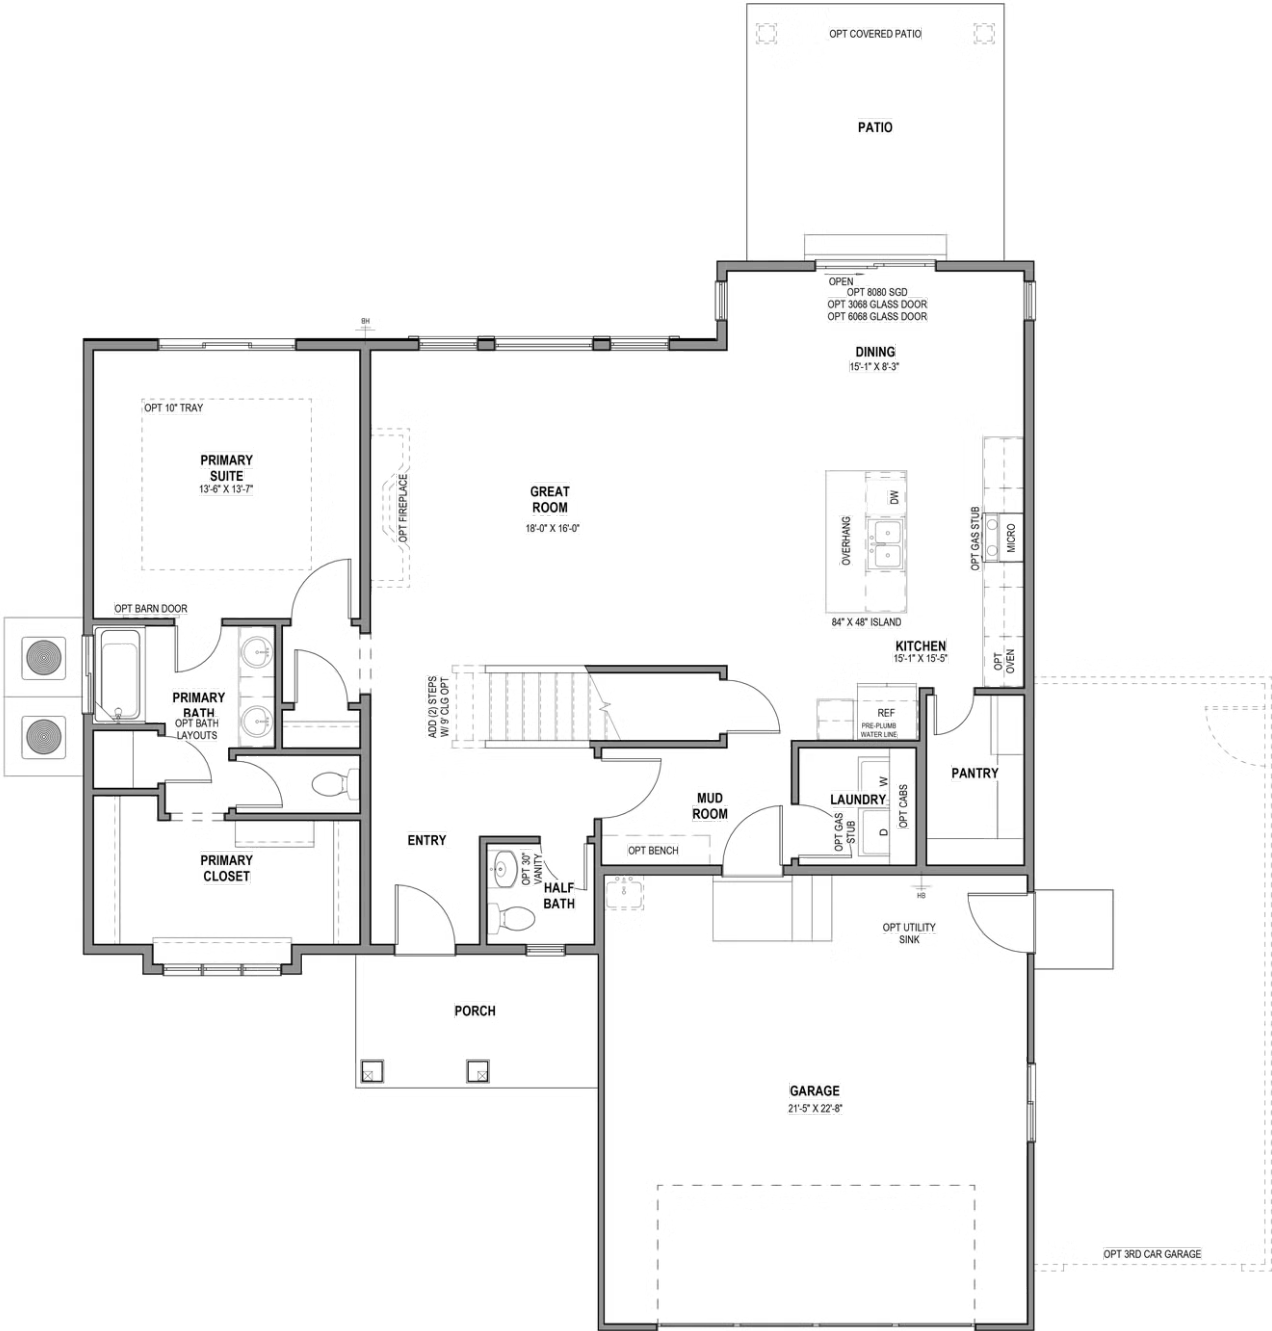 OPT COVERED PATIO
PATIO
OPEN
OPT 8080 SGD
OPT 3068 GLASS DOOR
OPT 6068 GLASS DOOR
BH
DINING
15'-1" X 8'-3"
OPT 10" TRAY
PRIMARY
SUITE
13'-6" X 13'-7"
OPT FIREPLACE
GREAT
ROOM
18'-0" X 16'-0"
DW
OVERHANG
OPT GAS STUB
MICRO
84" X 48" ISLAND
KITCHEN
15'-1" X 15'-5"
OPT
OVEN
OPT BARN DOOR
PRIMARY
BATH
OPT BATH
LAYOUTS
ADD (2) STEPS
W/ 9' CLG OPT
REF
PRE-PLUMB
WATER LINE
PANTRY
MUD
ROOM
LAUNDRY
W
D
OPT CABS
OPT GAS
STUB
OPT BENCH
ENTRY
PRIMARY
CLOSET
OPT 30"
VANITY
HALF
BATH
HB
OPT UTILITY
SINK
PORCH
GARAGE
21'-5" X 22'-8"
OPT 3RD CAR GARAGE